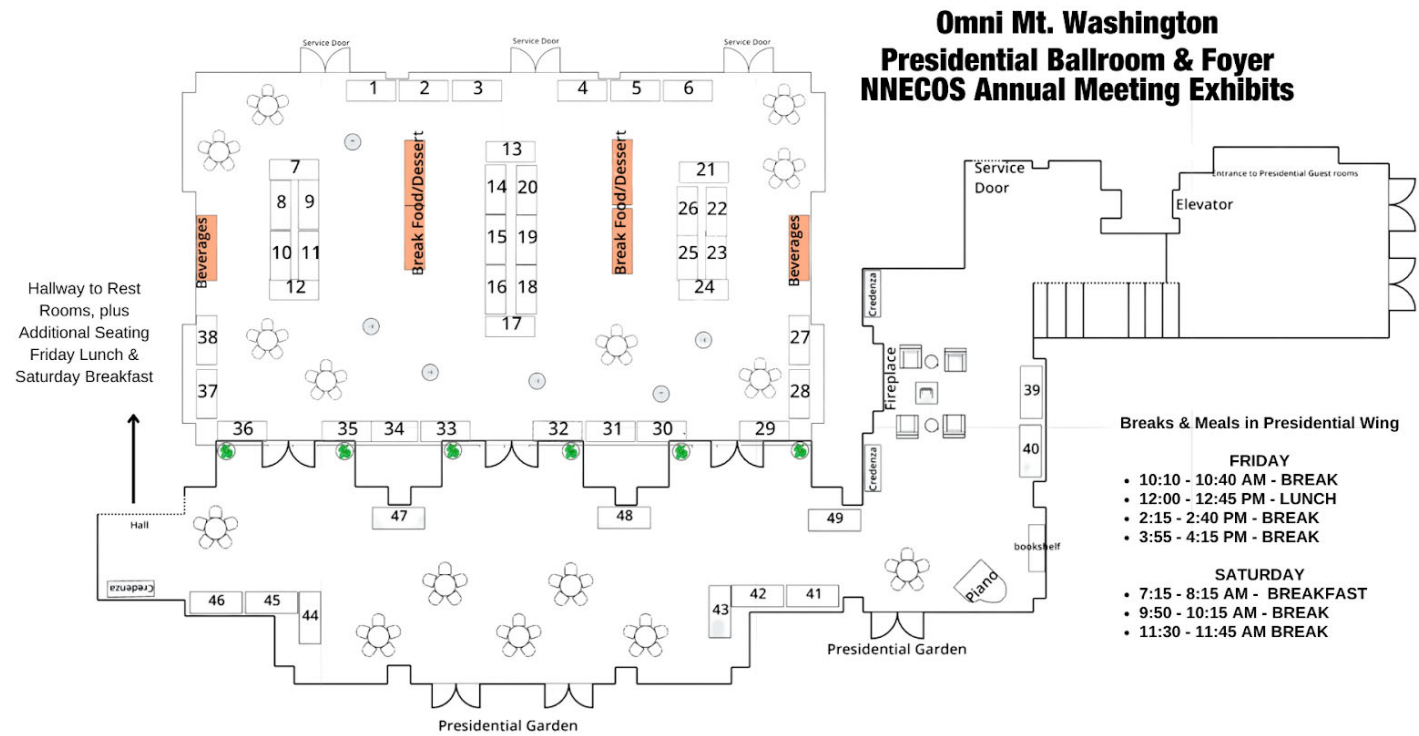 Omni Mt. Washington
Presidential Ballroom & Foyer
NNECOS Annual Meeting Exhibits
Service Door
Service Door
Service Door
1
2
3
4
5
6
7
8
9
10
11
12
13
14
20
15
19
16
18
17
21
26
22
25
23
24
Break Food/Dessert
Break Food/Dessert
Beverages
Beverages
38
37
27
28
36
35
34
33
32
31
30
29
Hallway to Rest
Rooms, plus
Additional Seating
Friday Lunch &
Saturday Breakfast
Hall
Credenza
47
48
49
46
45
44
43
42
41
Presidential Garden
Presidential Garden
Service
Door
Elevator
Entrance to Presidential Guest rooms
Credenza
Fireplace
Credenza
39
40
bookshelf
Piano
Breaks & Meals in Presidential Wing
FRIDAY
• 10:10 - 10:40 AM - BREAK
• 12:00 - 12:45 PM - LUNCH
• 2:15 - 2:40 PM - BREAK
• 3:55 - 4:15 PM - BREAK
SATURDAY
• 7:15 - 8:15 AM - BREAKFAST
• 9:50 - 10:15 AM - BREAK
• 11:30 - 11:45 AM BREAK